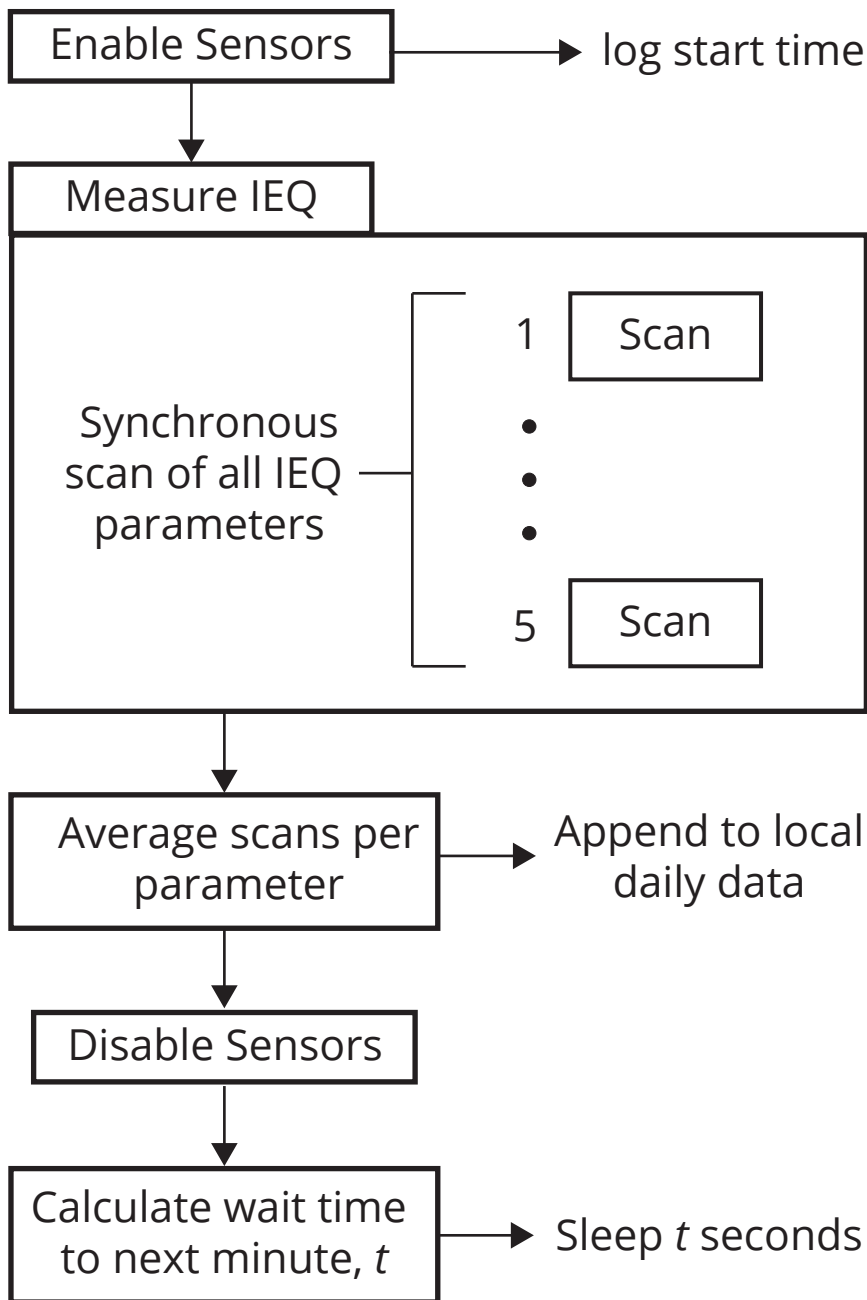 Enable Sensors
log start time
Measure IEQ
1
Scan
Synchronous
scan of all IEQ
parameters
5
Scan
Average scans per
parameter
Append to local
daily data
Disable Sensors
Calculate wait time
to next minute, t
Sleep t seconds